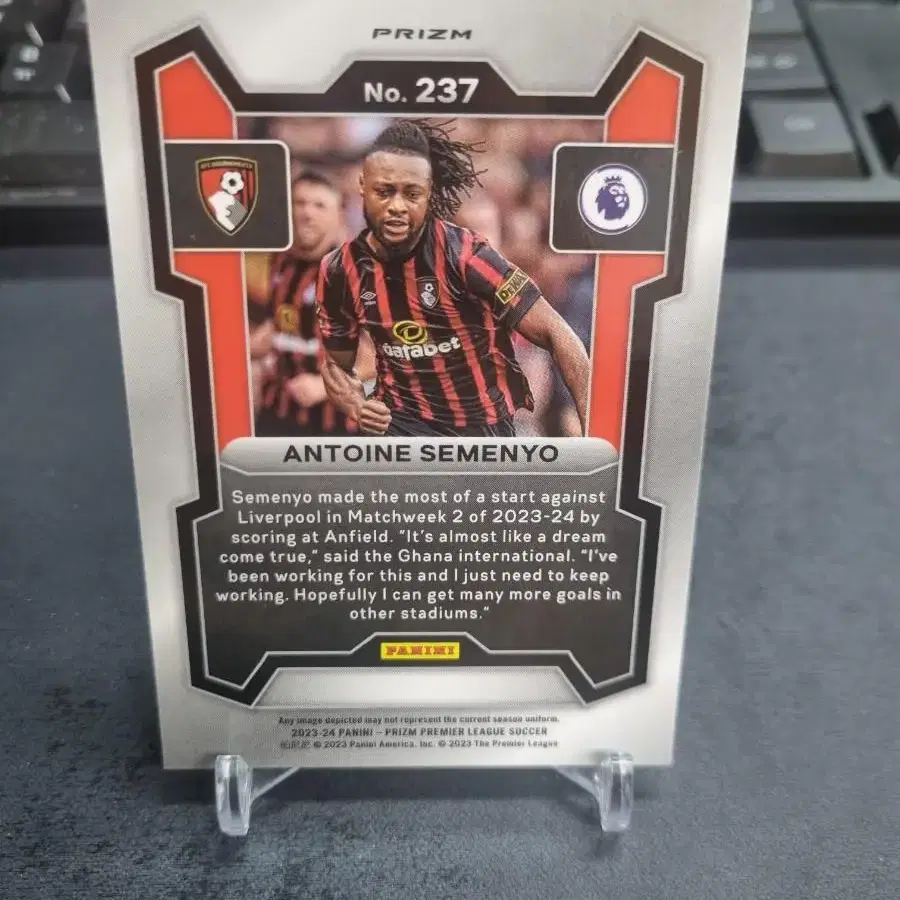 PRIZM
No. 237
AFC BOURNEMOUTH
DEWALT
dafabet
ANTOINE SEMENYO
Semenyo made the most of a start against
Liverpool in Matchweek 2 of 2023-24 by
scoring at Anfield. "It's almost like a dream
come true," said the Ghana international. "I've
been working for this and I just need to keep
working. Hopefully I can get many more goals in
other stadiums."
PANINI
Any image depicted may not represent the current season uniform.
2023-24 PANINI – PRIZM PREMIER LEAGUE SOCCER
© 2023 Panini America, Inc. © 2023 The Premier League